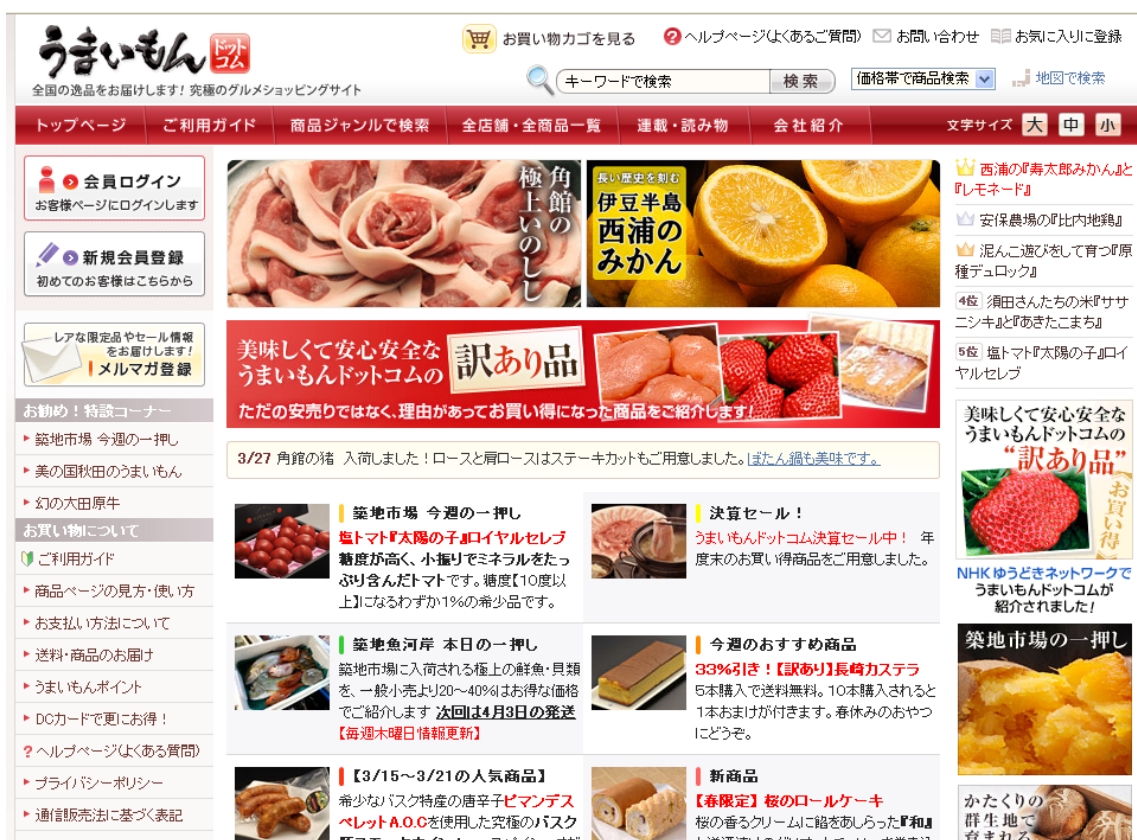 うまいもん ドットコム
全国の逸品をお届けします！究極のグルメショッピングサイト
お買い物カゴを見る
ヘルプページ(よくあるご質問)
お問い合わせ
お気に入りに登録
キーワードで検索
検索
価格帯で商品検索
地図で検索
トップページ
ご利用ガイド
商品ジャンルで検索
全店舗・全商品一覧
連載・読み物
会社紹介
文字サイズ 大 中 小
会員ログイン
お客様ページにログインします
新規会員登録
初めてのお客様はこちらから
レアな限定品やセール情報
をお届けします！
メルマガ登録
お勧め！特設コーナー
築地市場 今週の一押し
美の国秋田のうまいもん
幻の大田原牛
お買い物について
ご利用ガイド
商品ページの見方・使い方
お支払い方法について
送料・商品のお届け
うまいもんポイント
DCカードで更にお得！
ヘルプページ(よくある質問)
プライバシーポリシー
通信販売法に基づく表記
角館の
極上いのしし
長い歴史を刻む
伊豆半島
西浦の
みかん
美味しくて安心安全な
うまいもんドットコムの
訳あり品
ただの安売りではなく、理由があってお買い得になった商品をご紹介します！
3/27 角館の猪 入荷しました！ロースと肩ロースはステーキカットもご用意しました。ぼたん鍋も美味です。
築地市場 今週の一押し
塩トマト『太陽の子』ロイヤルセレブ
糖度が高く、小振りでミネラルをたっ
ぷり含んだトマトです。糖度【10度以
上】になるわずか1％の希少品です。
決算セール！
うまいもんドットコム決算セール中！ 年
度末のお買い得商品をご用意しました。
築地魚河岸 本日の一押し
築地市場に入荷される極上の鮮魚・貝類
を、一般小売より20～40％はお得な価格
でご紹介します 次回は4月3日の発送
【毎週木曜日情報更新】
今週のおすすめ商品
33％引き！【訳あり】長崎カステラ
5本購入で送料無料。10本購入されると
1本おまけが付きます。春休みのおやつ
にどうぞ。
【3/15～3/21の人気商品】
希少なバスク特産の唐辛子ピマンデス
ペレットA.O.Cを使用した究極のバスク
新商品
【春限定】桜のロールケーキ
桜の香るクリームに餡をあしらった『和』
西浦の『寿太郎みかん』と
『レモネード』
安保農場の『比内地鶏』
泥んこ遊びをして育つ『原
種デュロック』
4位 須田さんたちの米『ササ
ニシキ』と『あきたこまち』
5位 塩トマト『太陽の子』ロイ
ヤルセレブ
美味しくて安心安全な
うまいもんドットコムの
“訳あり品”
お買い得
NHKゆうどきネットワークで
うまいもんドットコムが
紹介されました！
築地市場の一押し
かたくりの
群生地で
育まれる